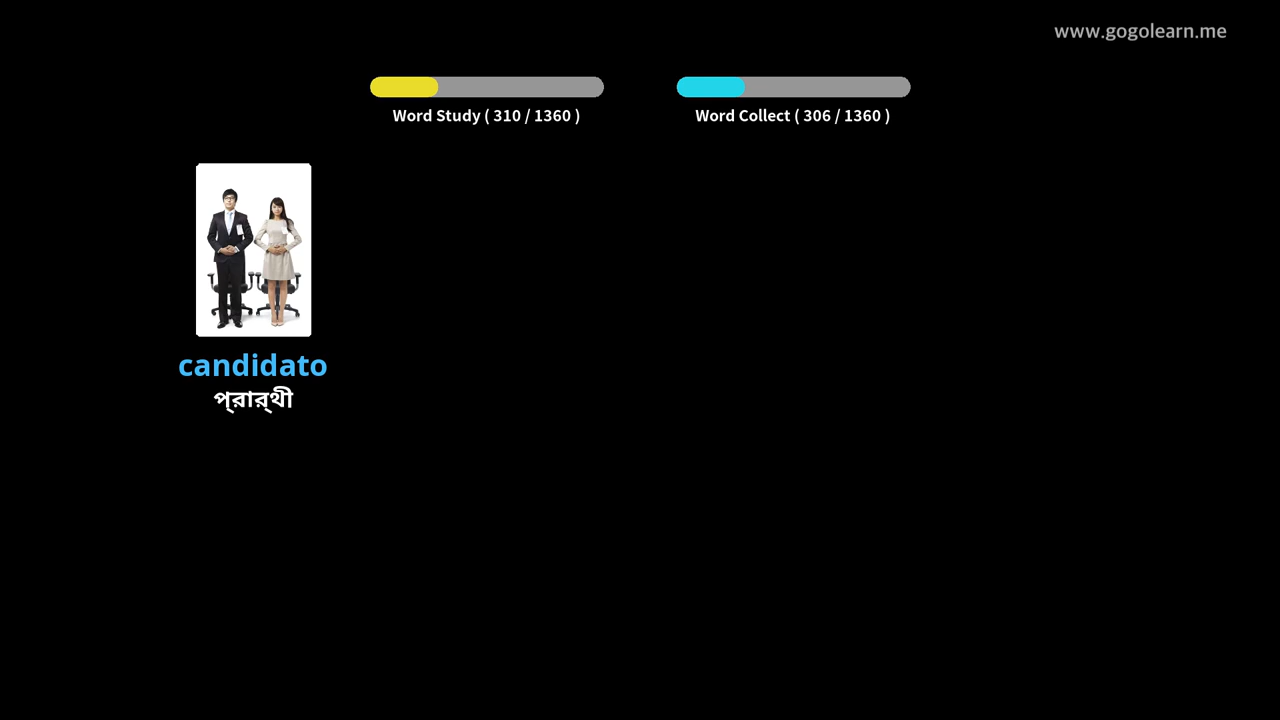 www.gogolearn.me
Word Study ( 310 / 1360 )
Word Collect ( 306 / 1360 )
candidato
প্রার্থী